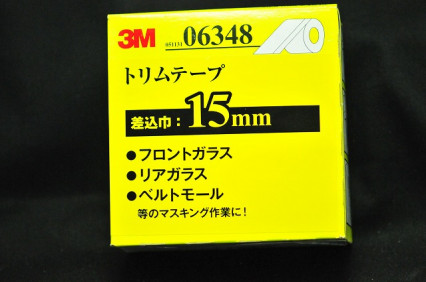 3M 051131 06348
トリムテープ
差込巾：15mm
●フロントガラス
●リアガラス
●ベルトモール
等のマスキング作業に!